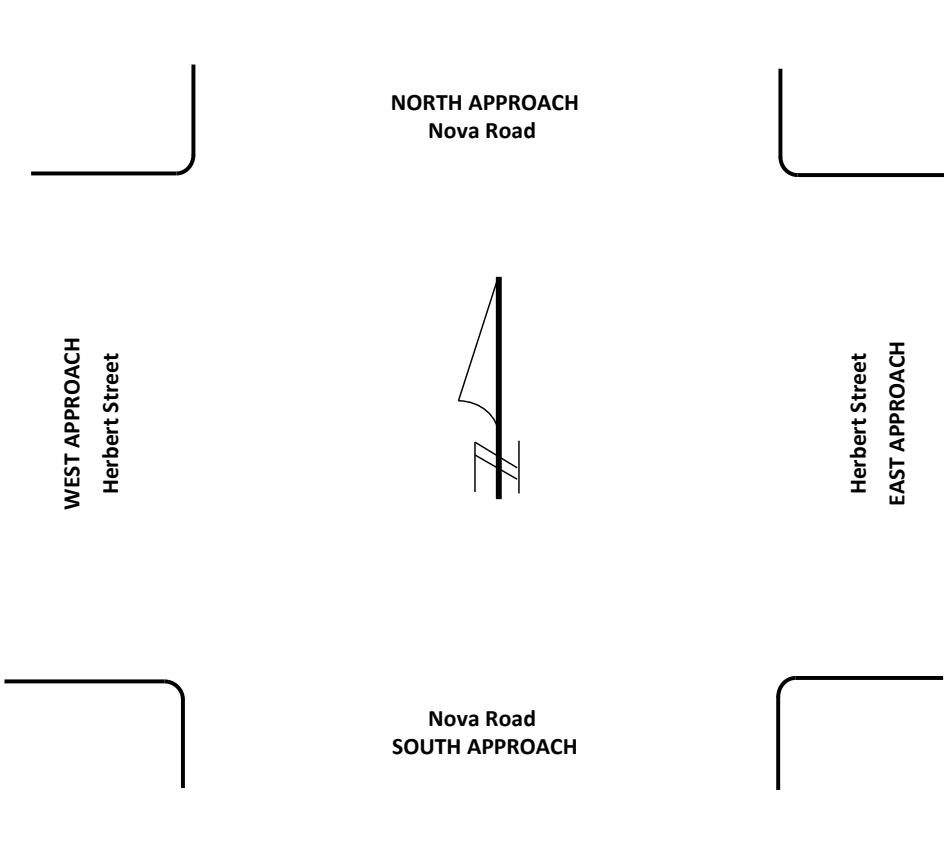 NORTH APPROACH
Nova Road
WEST APPROACH
Herbert Street
N
Herbert Street
EAST APPROACH
Nova Road
SOUTH APPROACH